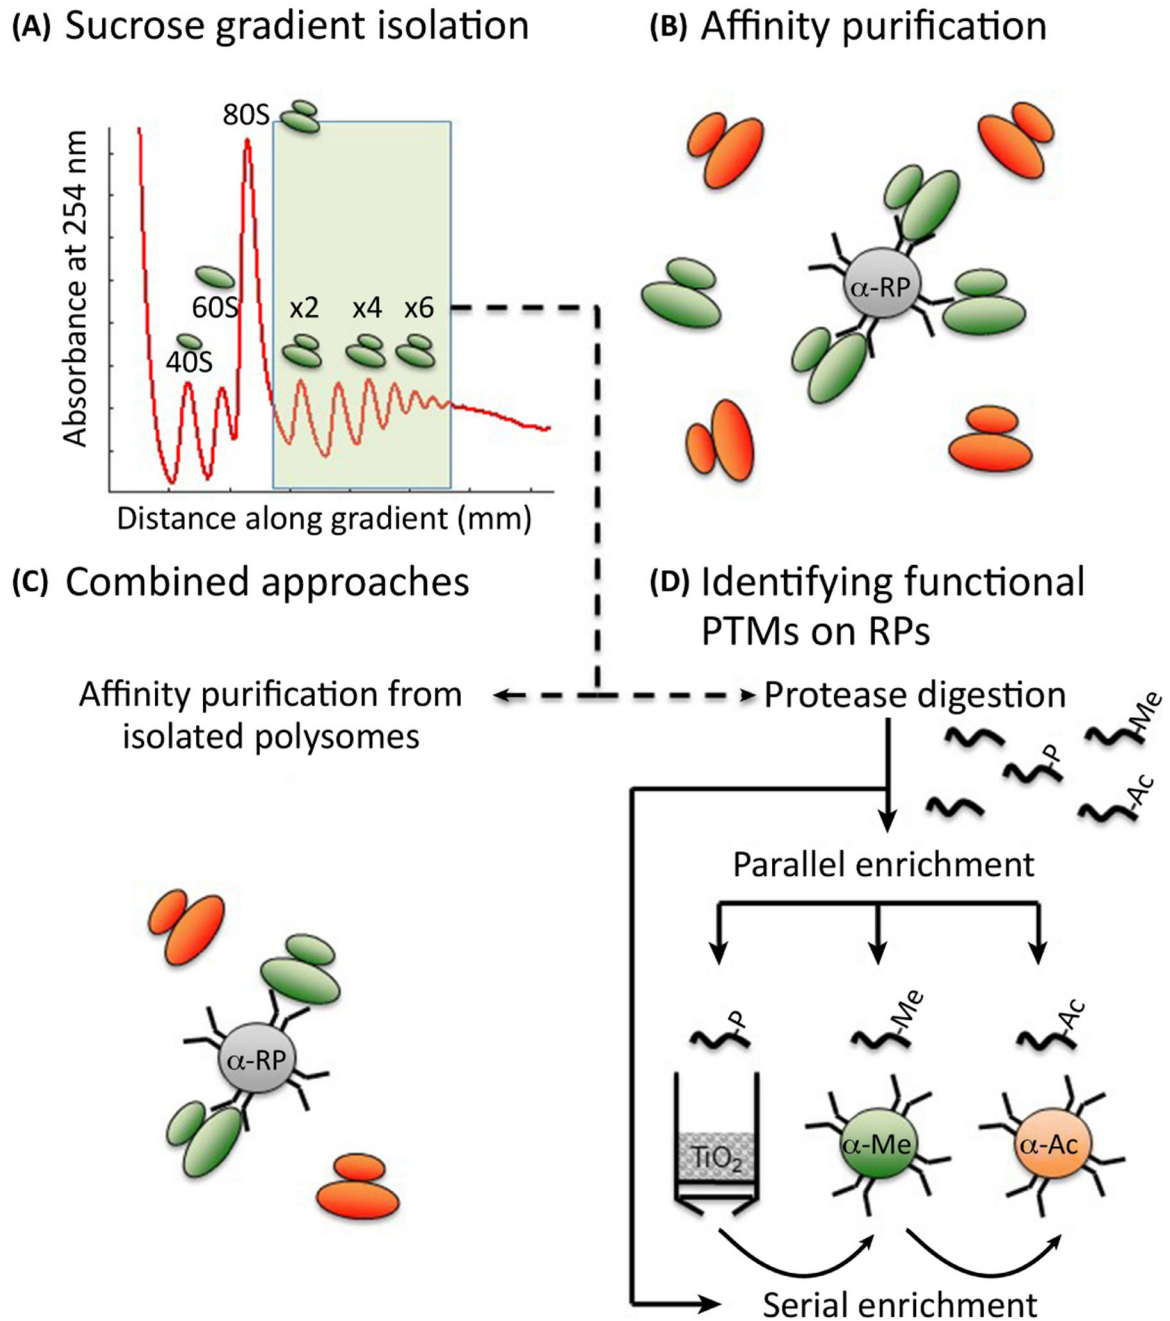 (A) Sucrose gradient isolation
80S
60S
40S
x2 x4 x6
Absorbance at 254 nm
Distance along gradient (mm)
(B) Affinity purification
α-RP
(C) Combined approaches
Affinity purification from
isolated polysomes
α-RP
(D) Identifying functional
PTMs on RPs
Protease digestion
-Me
-P
-Ac
Parallel enrichment
-P -Me -Ac
TiO₂ α-Me α-Ac
Serial enrichment